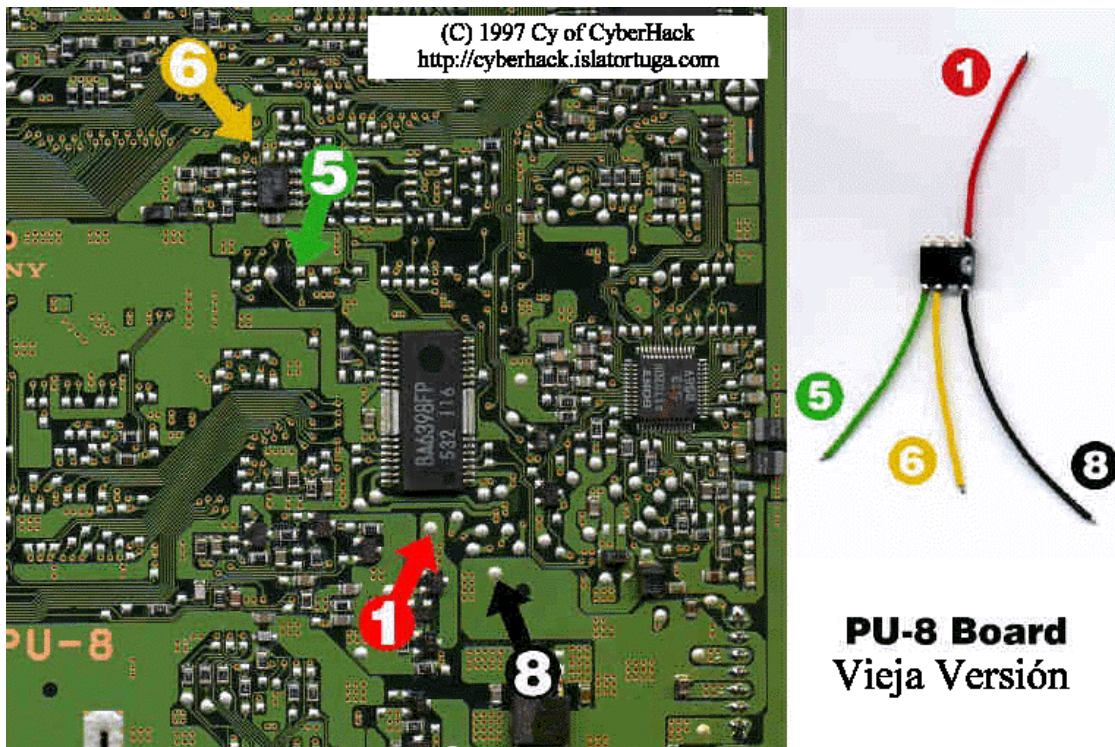 (C) 1997 Cy of CyberHack
http://cyberhack.islatortuga.com
6
1
5
NY
BA6398FP
532 116
5
6
8
1
PU-8
8
PU-8 Board
Vieja Versión